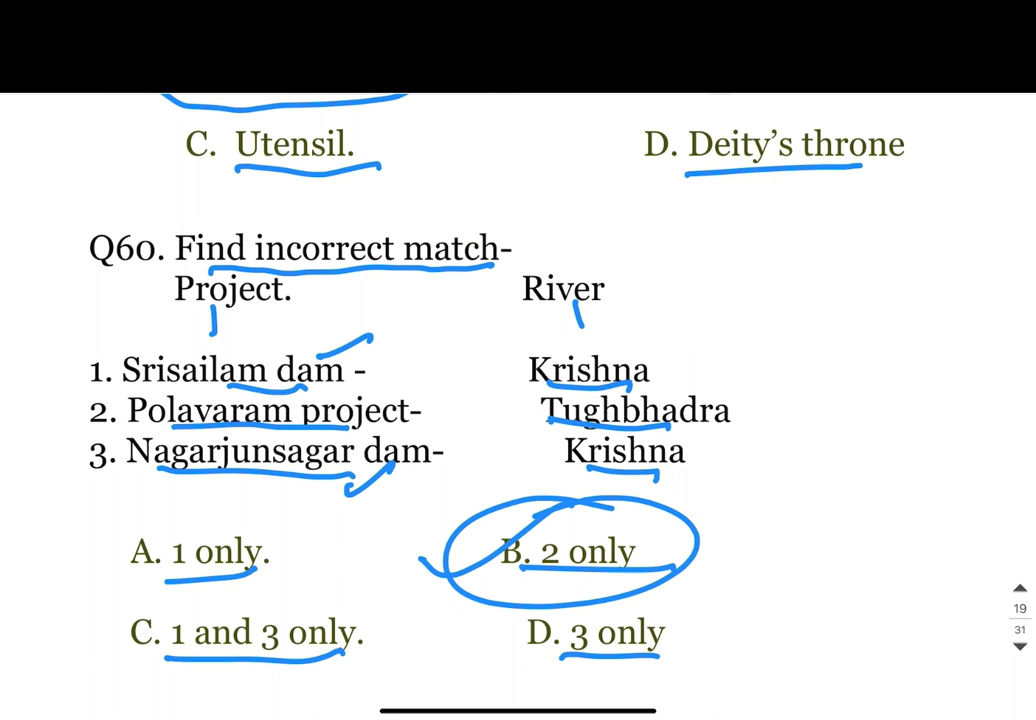 C. Utensil. D. Deity's throne
Q60. Find incorrect match-
Project. River
1. Srisailam dam - Krishna
2. Polavaram project- Tughbhadra
3. Nagarjunsagar dam- Krishna
A. 1 only. B. 2 only
C. 1 and 3 only. D. 3 only
19
31